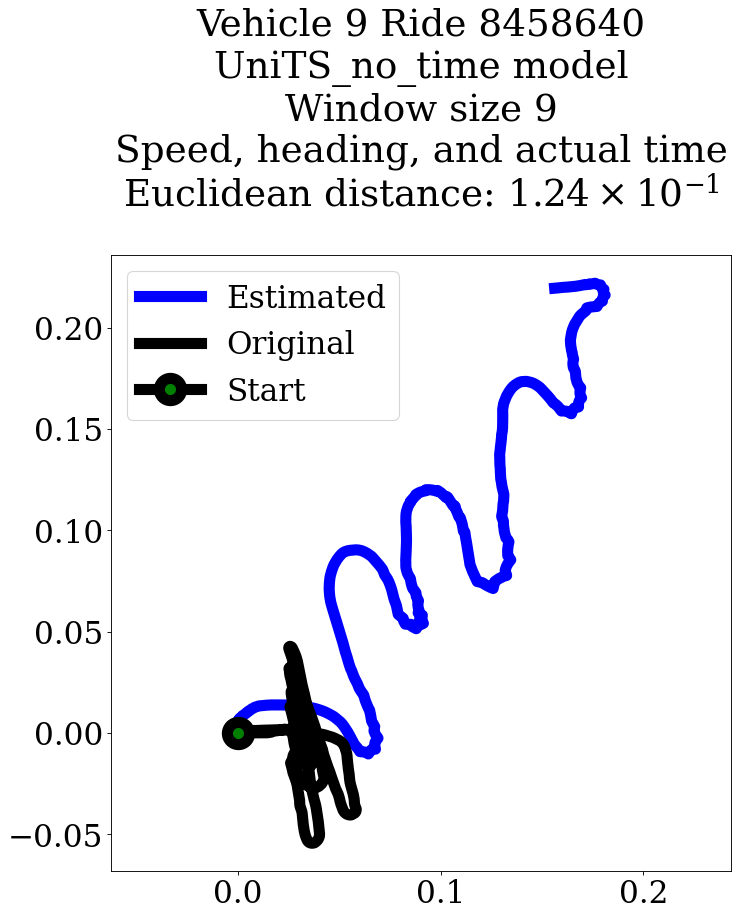 Vehicle 9 Ride 8458640
UniTS_no_time model
Window size 9
Speed, heading, and actual time
Euclidean distance: 1.24 × 10⁻¹
Estimated
Original
Start
0.20
0.15
0.10
0.05
0.00
−0.05
0.0 0.1 0.2